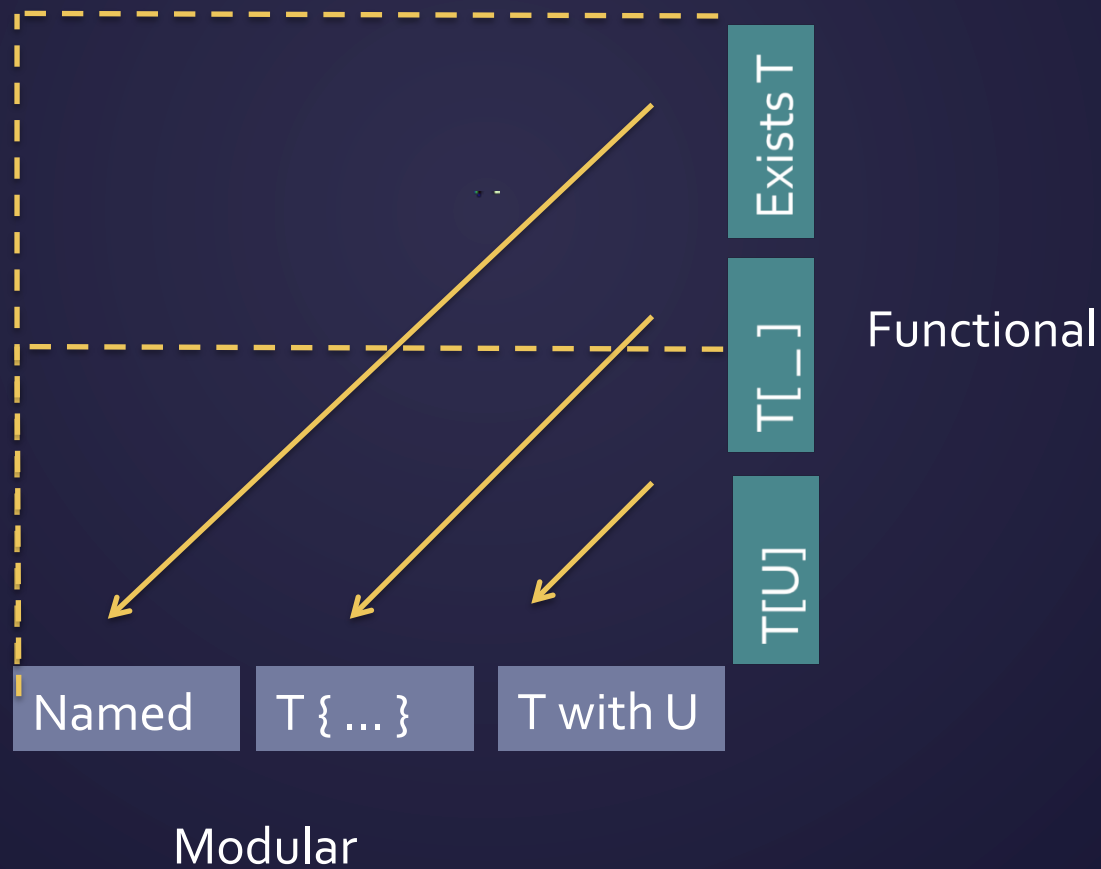 Exists T
T[ _ ]
Functional
T[U]
Named
T { … }
T with U
Modular